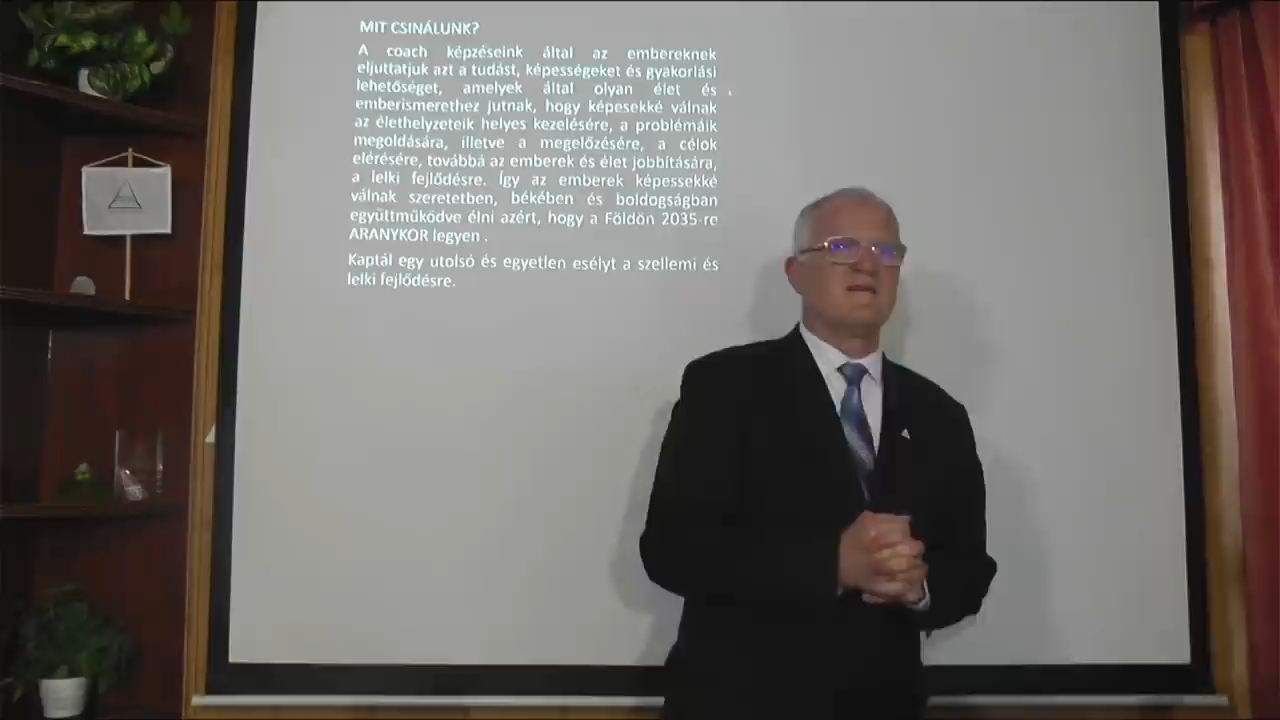 MIT CSINÁLUNK?
A coach képzéseink által az embereknek
eljuttatjuk azt a tudást, képességeket és gyakorlási
lehetőséget, amelyek által olyan élet és
emberismerethez jutnak, hogy képesekké válnak
az élethelyzeteik helyes kezelésére, a problémáik
megoldására, illetve a megelőzésére, a célok
elérésére, továbbá az emberek és élet jobbítására,
a lelki fejlődésre. Így az emberek képessekké
válnak szeretetben, békében és boldogságban
együttműködve élni azért, hogy a Földön 2035-re
ARANYKOR legyen .
Kaptál egy utolsó és egyetlen esélyt a szellemi és
lelki fejlődésre.